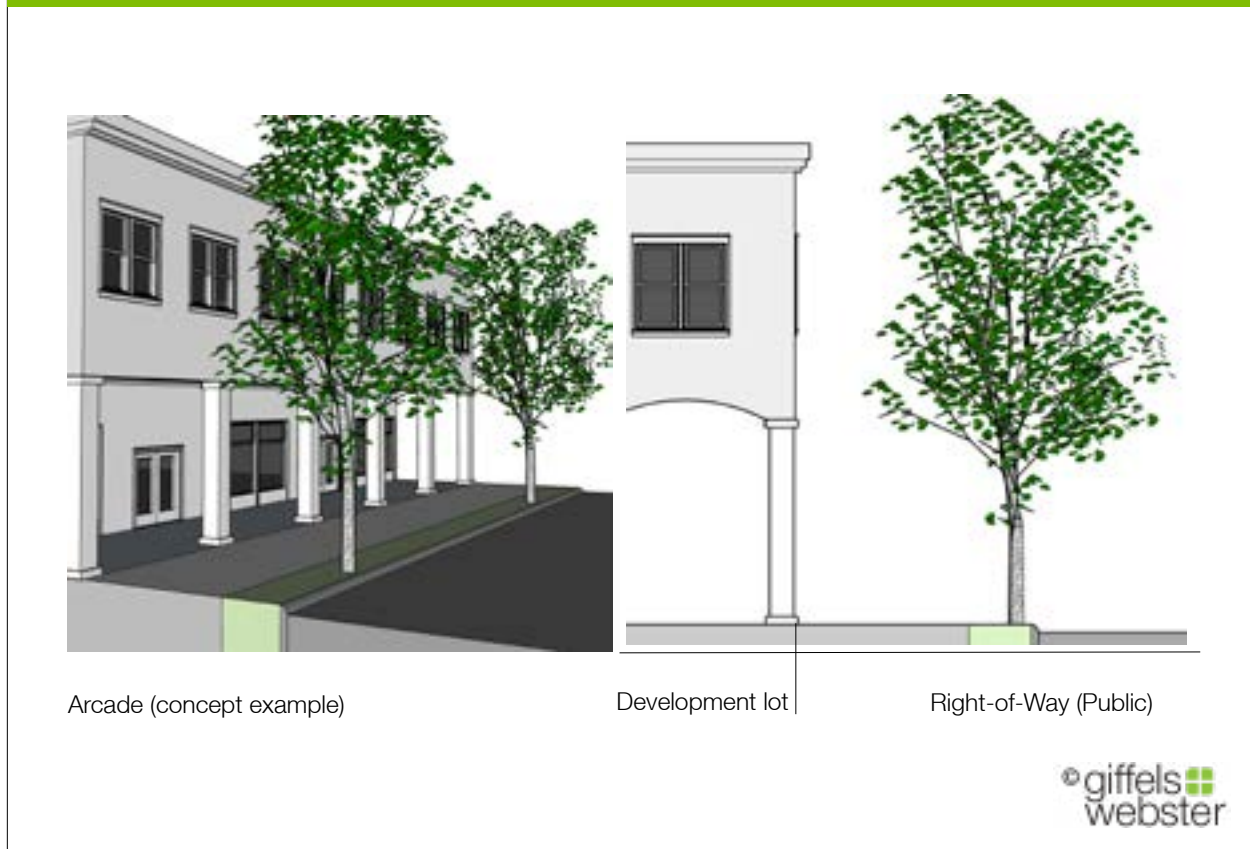 Arcade (concept example)
Development lot
Right-of-Way (Public)
© giffels
webster